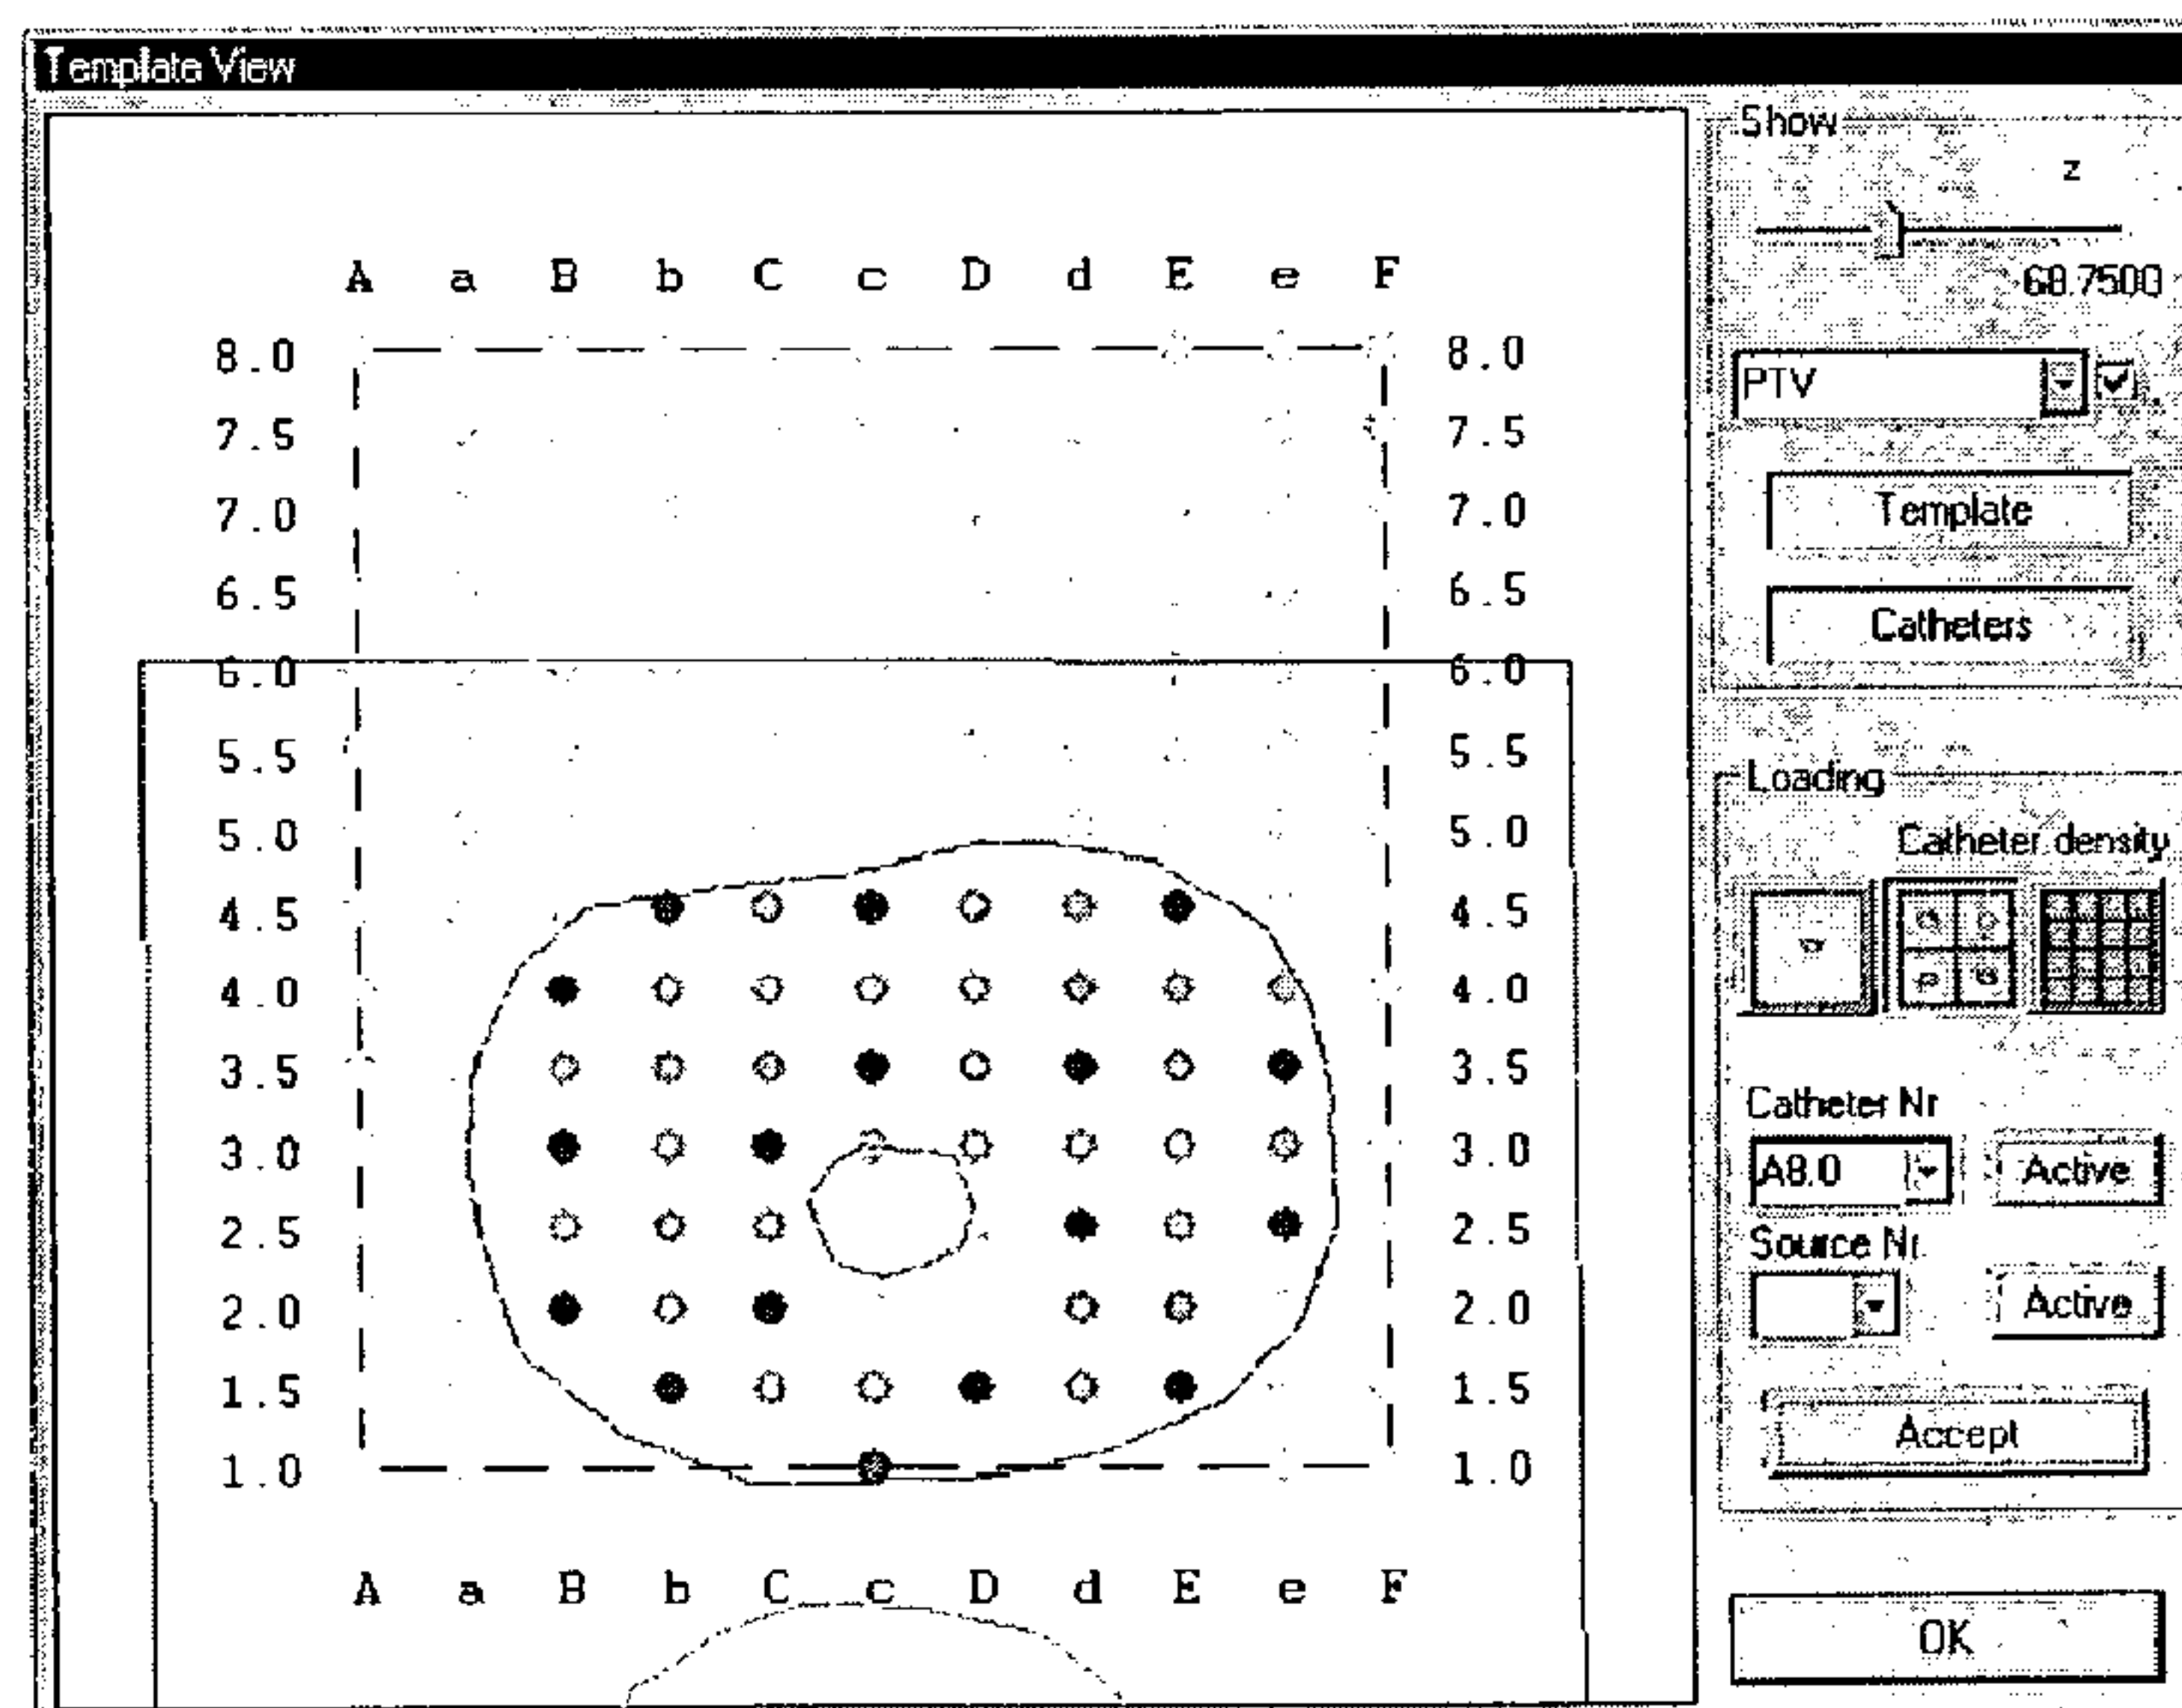 Template View
Show
z
68.7500
PTV
Template
Catheters
A a B b C c D d E e F
8.0 8.0
7.5 7.5
7.0 7.0
6.5 6.5
6.0 6.0
5.5 5.5
5.0 5.0
4.5 4.5
4.0 4.0
3.5 3.5
3.0 3.0
2.5 2.5
2.0 2.0
1.5 1.5
1.0 1.0
A a B b C c D d E e F
Loading
Catheter density
Catheter Nr
A8.0 Active
Source Nr.
Active
Accept
OK